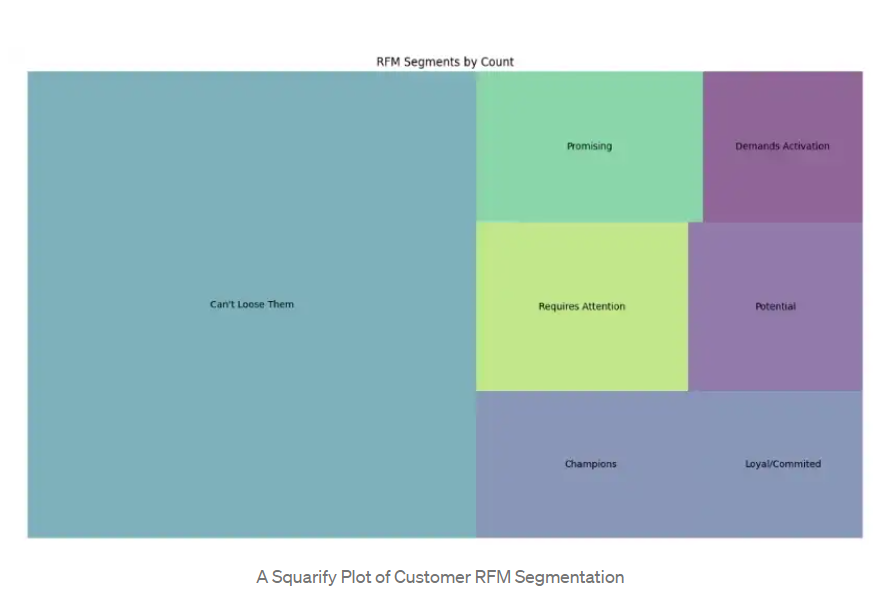 RFM Segments by Count
Promising
Demands Activation
Can't Loose Them
Requires Attention
Potential
Champions
Loyal/Commited
A Squarify Plot of Customer RFM Segmentation